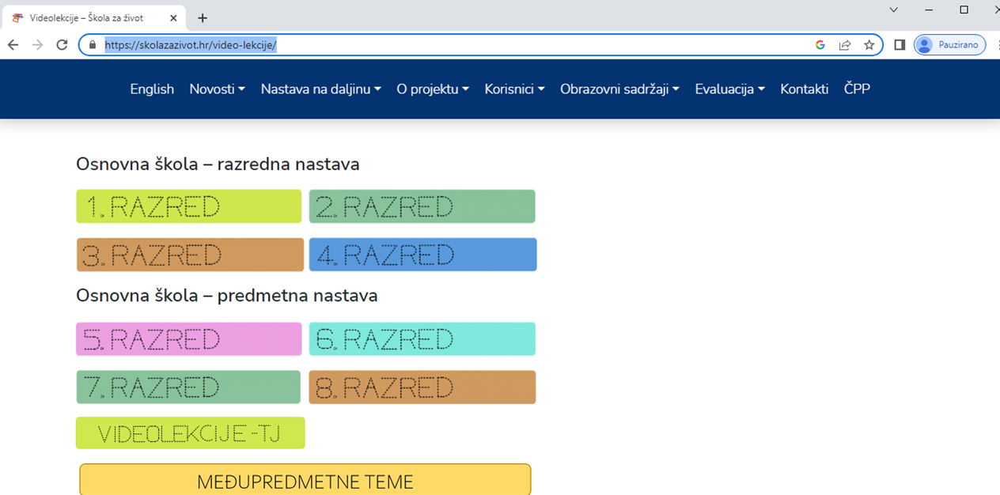 Videolekcije – Škola za život
https://skolazazivot.hr/video-lekcije/
Pauzirano
English Novosti Nastava na daljinu O projektu Korisnici Obrazovni sadržaji Evaluacija Kontakti ČPP
Osnovna škola – razredna nastava
1. RAZRED 2. RAZRED
3. RAZRED 4. RAZRED
Osnovna škola – predmetna nastava
5. RAZRED 6. RAZRED
7. RAZRED 8. RAZRED
VIDEOLEKCIJE -TJ
MEĐUPREDMETNE TEME